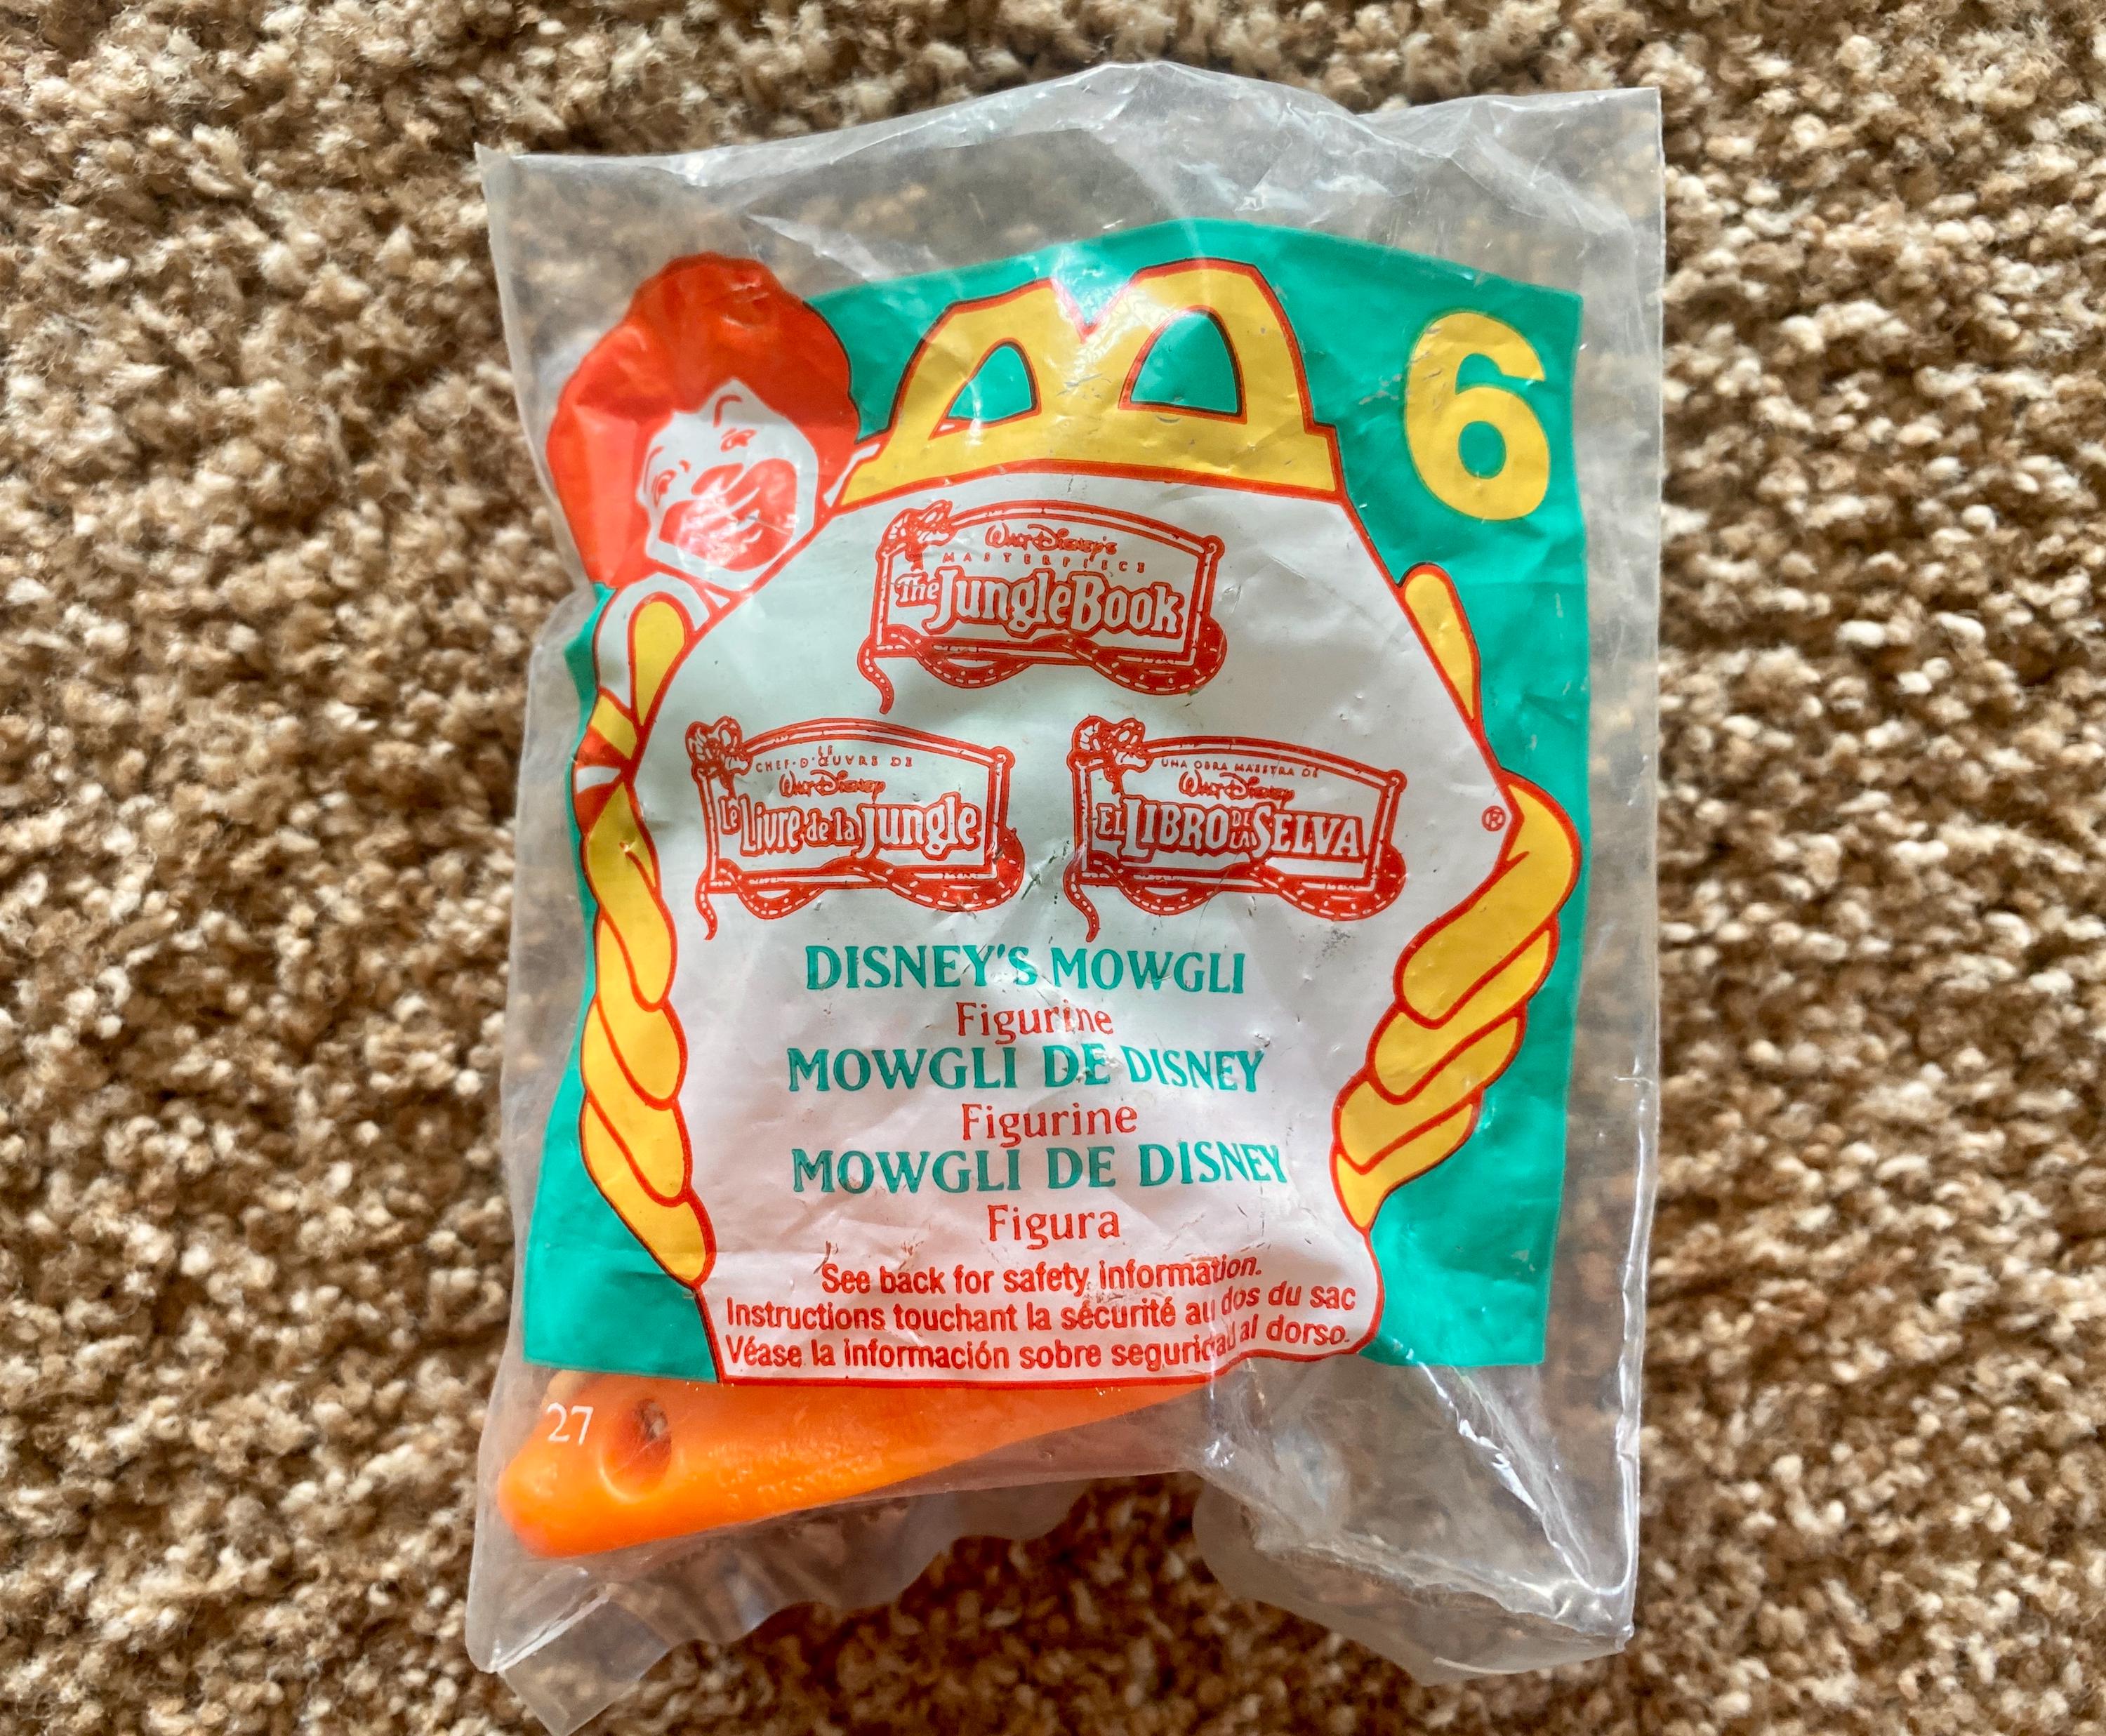 6
Walt Disney's
MASTERPIECE
The Jungle Book
LE
CHEF-D'ŒUVRE DE
Walt Disney
Le Livre de la Jungle
UNA OBRA MAESTRA DE
Walt Disney
EL LIBRO DE LA SELVA
®
DISNEY'S MOWGLI
Figurine
MOWGLI DE DISNEY
Figurine
MOWGLI DE DISNEY
Figura
See back for safety information.
Instructions touchant la sécurité au dos du sac
Véase la información sobre seguridad al dorso.
27